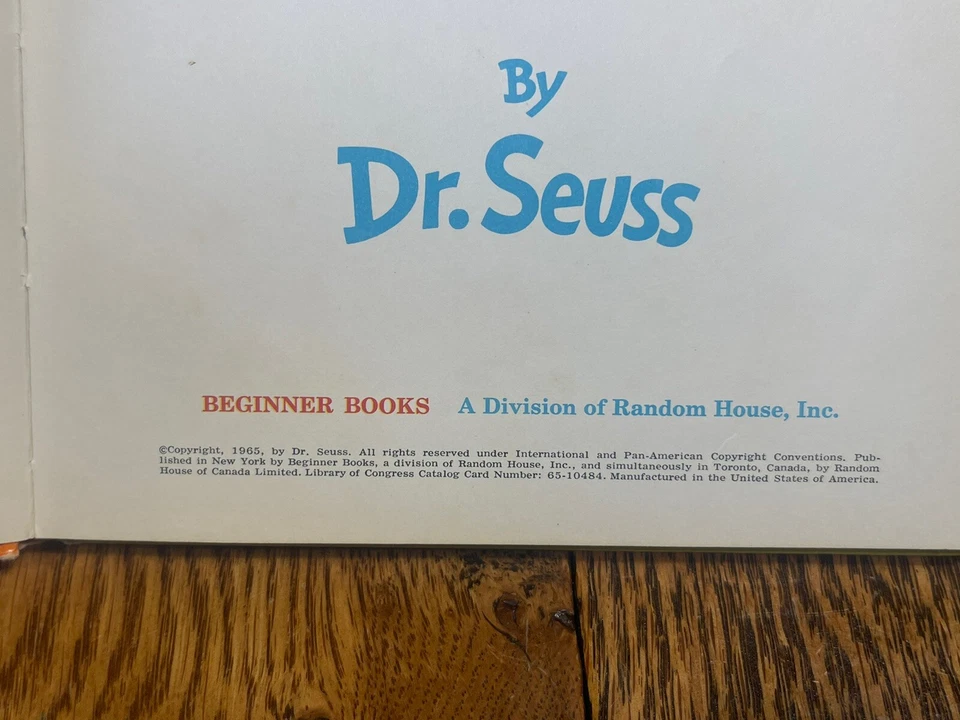 By
Dr. Seuss
BEGINNER BOOKS A Division of Random House, Inc.
©Copyright, 1965, by Dr. Seuss. All rights reserved under International and Pan-American Copyright Conventions. Pub-
lished in New York by Beginner Books, a division of Random House, Inc., and simultaneously in Toronto, Canada, by Random
House of Canada Limited. Library of Congress Catalog Card Number: 65-10484. Manufactured in the United States of America.